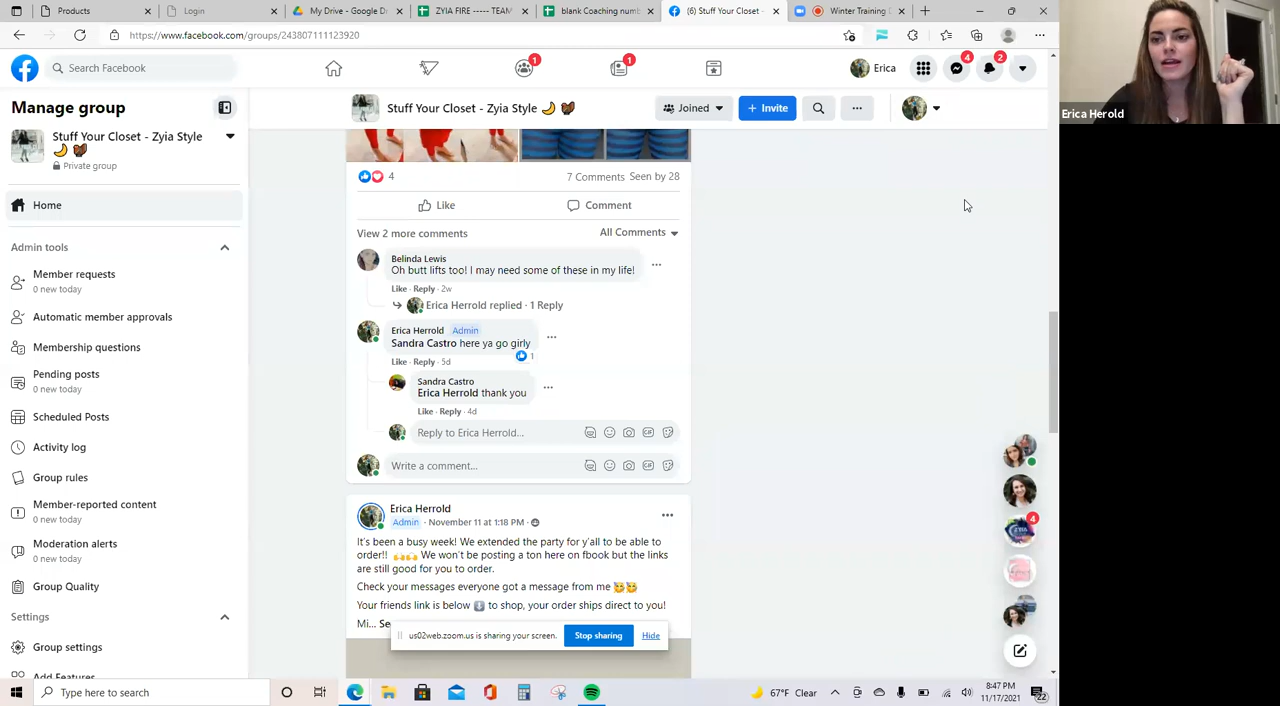 Products
Login
My Drive - Google D
ZYIA FIRE ----- TEAM
blank Coaching numb
(6) Stuff Your Closet - Zyia Style
Winter Training D
https://www.facebook.com/groups/243807111123920
Search Facebook
1
1
Erica
4
2
Manage group
Stuff Your Closet - Zyia Style 🌙 🦃
Private group
Stuff Your Closet - Zyia Style 🌙 🦃
Joined
+ Invite
Home
Admin tools
Member requests
0 new today
Automatic member approvals
Membership questions
Pending posts
0 new today
Scheduled Posts
Activity log
Group rules
Member-reported content
0 new today
Moderation alerts
0 new today
Group Quality
Settings
Group settings
4
7 Comments Seen by 28
Like
Comment
View 2 more comments
All Comments
Belinda Lewis
Oh butt lifts too! I may need some of these in my life!
Like · Reply · 2w
Erica Herrold replied · 1 Reply
Erica Herrold Admin
Sandra Castro here ya go girly
1
Like · Reply · 5d
Sandra Castro
Erica Herrold thank you
Like · Reply · 4d
Reply to Erica Herrold...
Write a comment...
Erica Herrold
Admin · November 11 at 1:18 PM ·
It's been a busy week! We extended the party for y'all to be able to
order!! 🙌🙌 We won't be posting a ton here on fbook but the links
are still good for you to order.
Check your messages everyone got a message from me 🥳🥳
Your friends link is below ⬇️ to shop, your order ships direct to you!
Mi...
us02web.zoom.us is sharing your screen.
Stop sharing
Hide
4
Erica Herold
Type here to search
67°F Clear
8:47 PM
11/17/2021
22